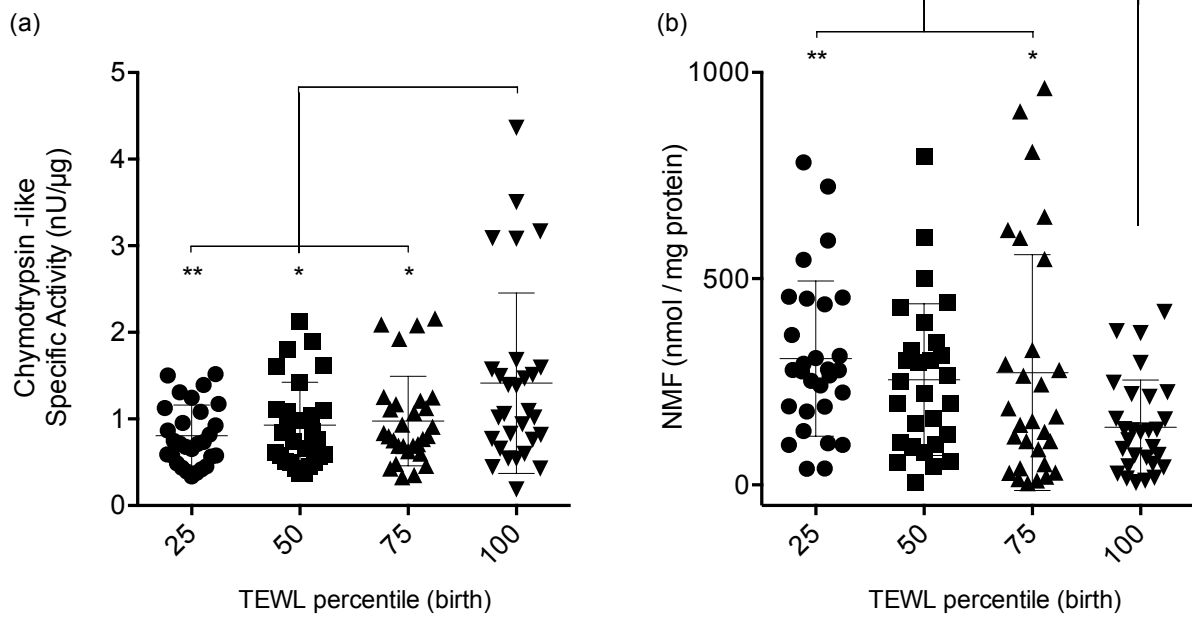 (a)
5
4
3
2
1
0
Chymotrypsin -like
Specific Activity (nU/µg)
** * *
25 50 75 100
TEWL percentile (birth)
(b)
** *
1000
500
0
NMF (nmol / mg protein)
25 50 75 100
TEWL percentile (birth)